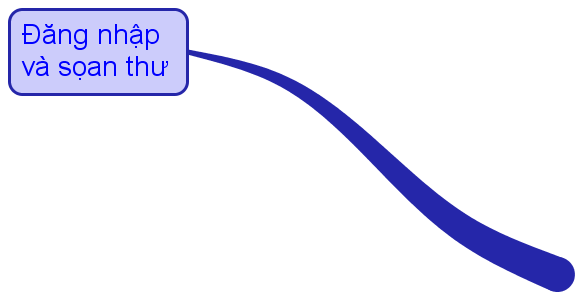 Đăng nhập
và sọan thư